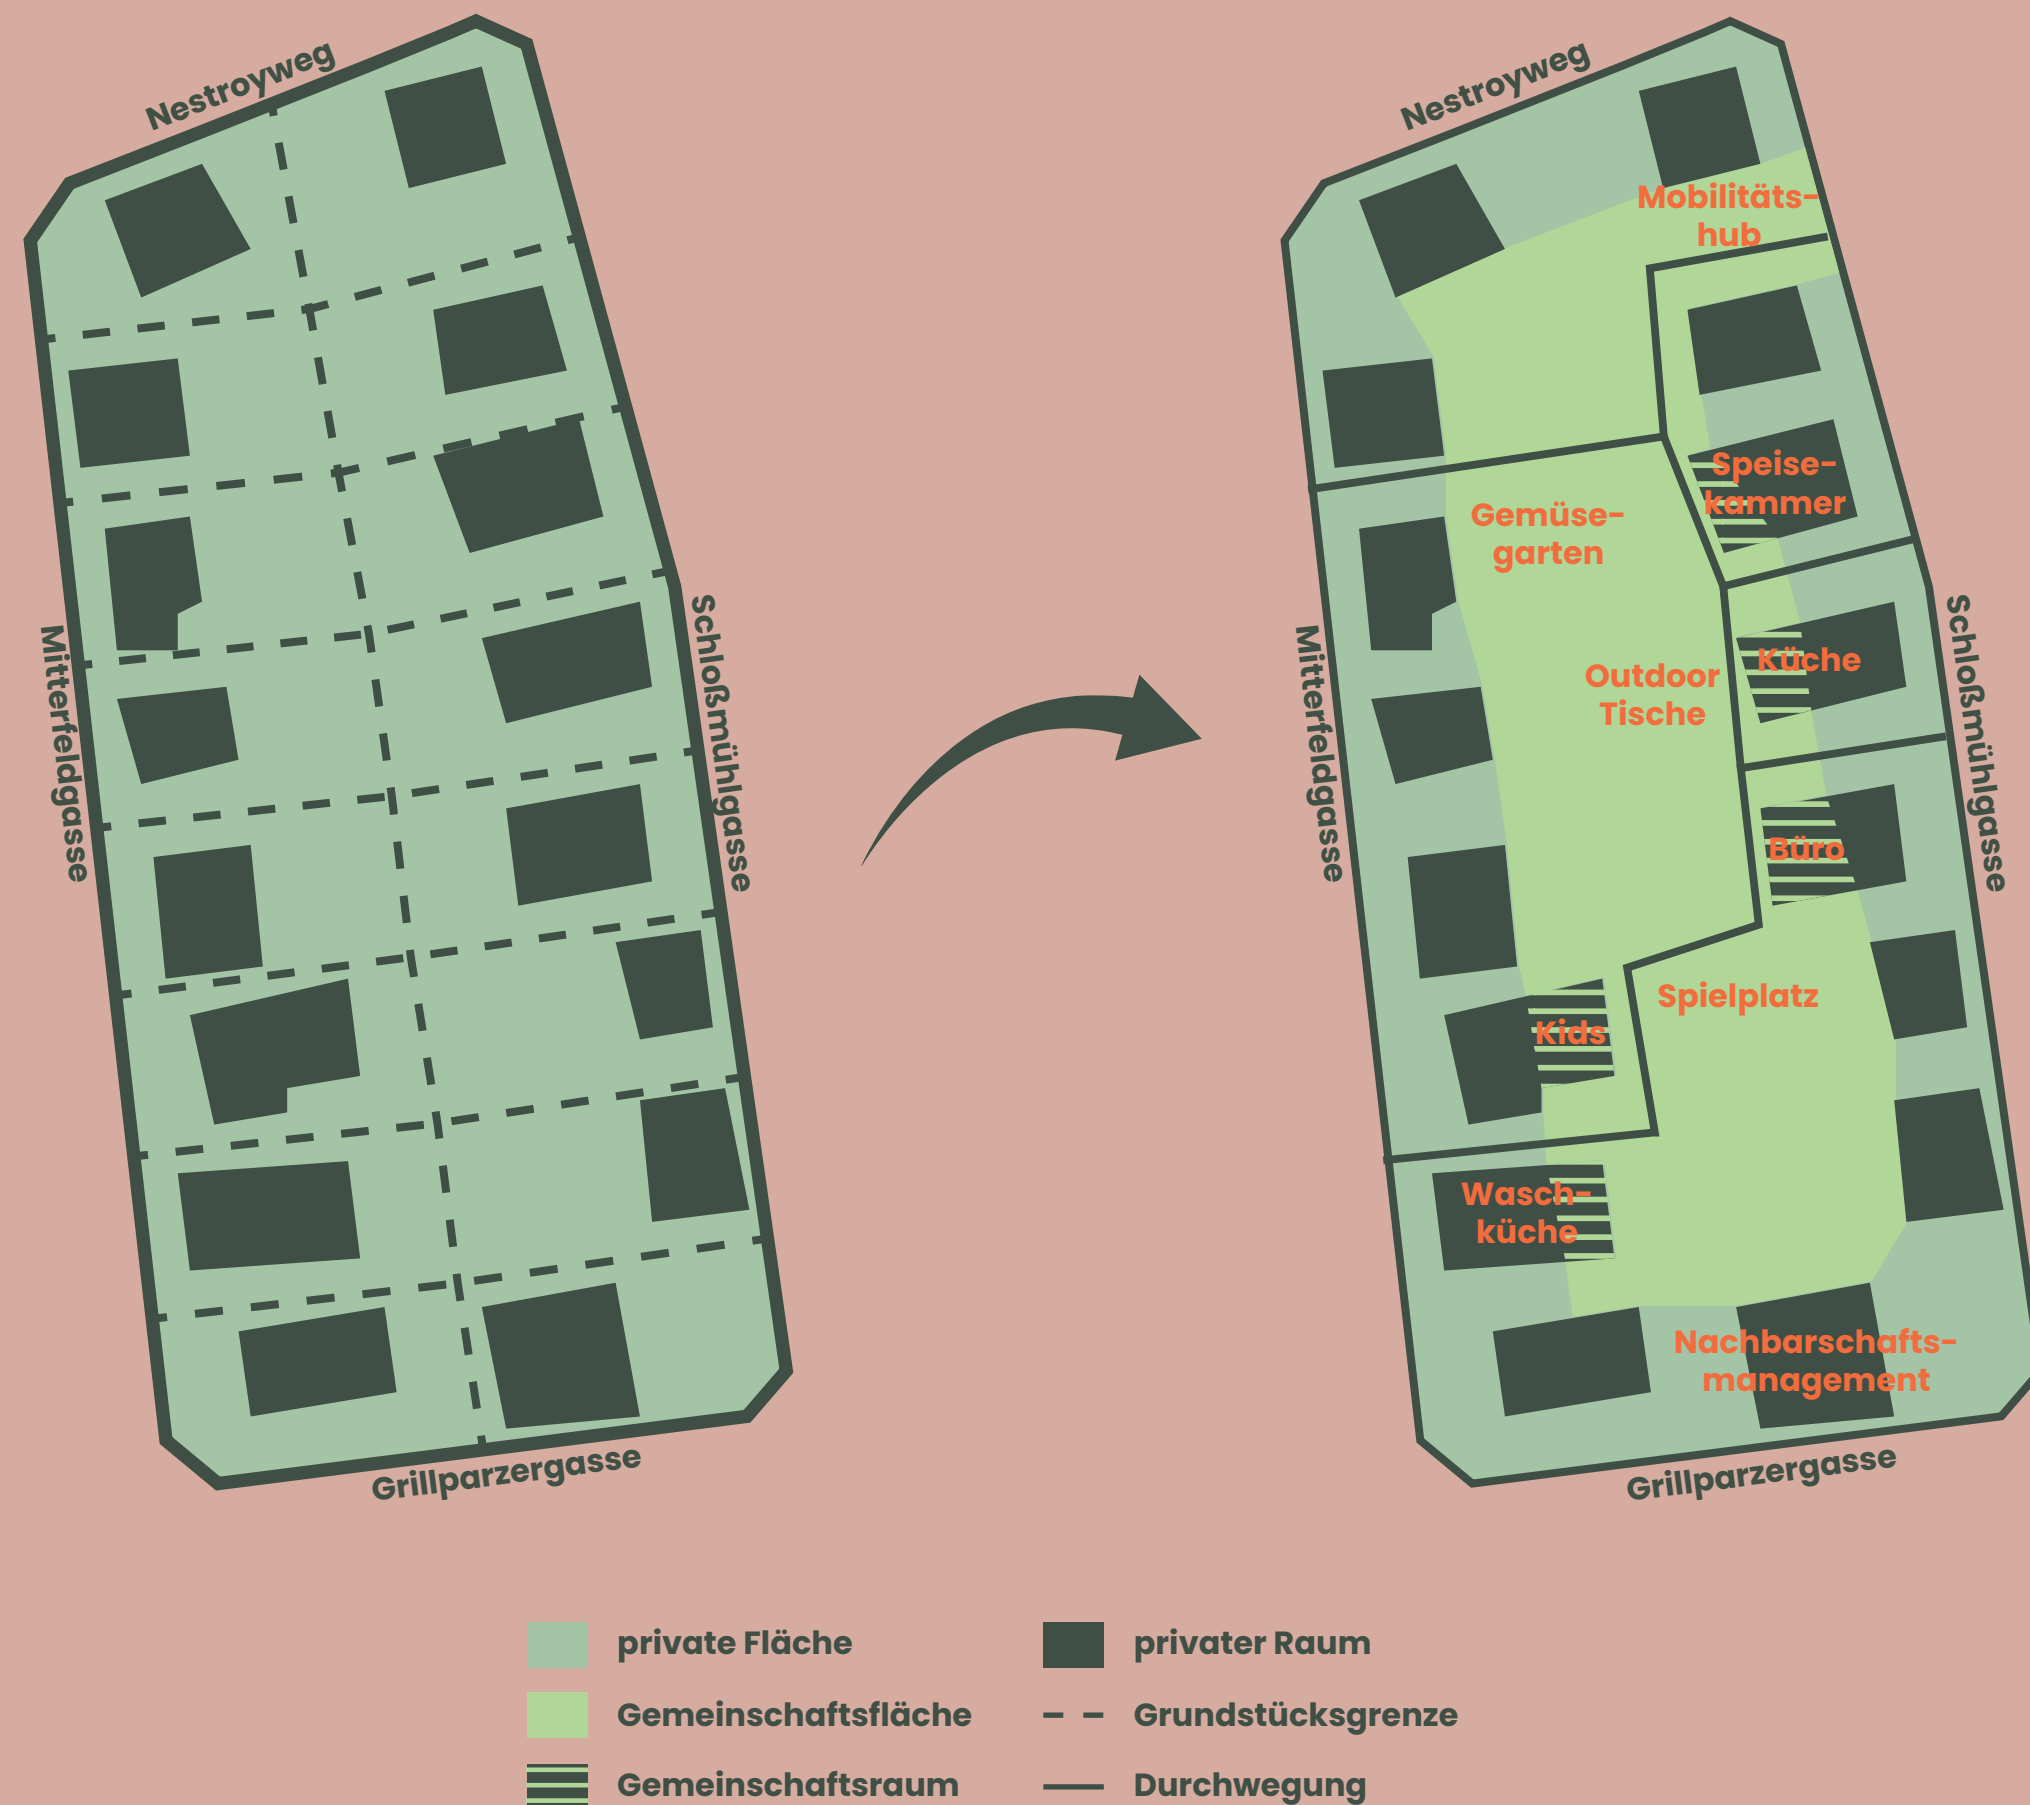 Nestroyweg
Mitterfeldgasse
Schloßmühlgasse
Grillparzergasse
Nestroyweg
Mobilitäts-
hub
Speise-
kammer
Gemüse-
garten
Outdoor
Tische
Küche
Büro
Mitterfeldgasse
Schloßmühlgasse
Spielplatz
Kids
Wasch-
küche
Nachbarschafts-
management
Grillparzergasse
private Fläche
privater Raum
Gemeinschaftsfläche
Grundstücksgrenze
Gemeinschaftsraum
Durchwegung